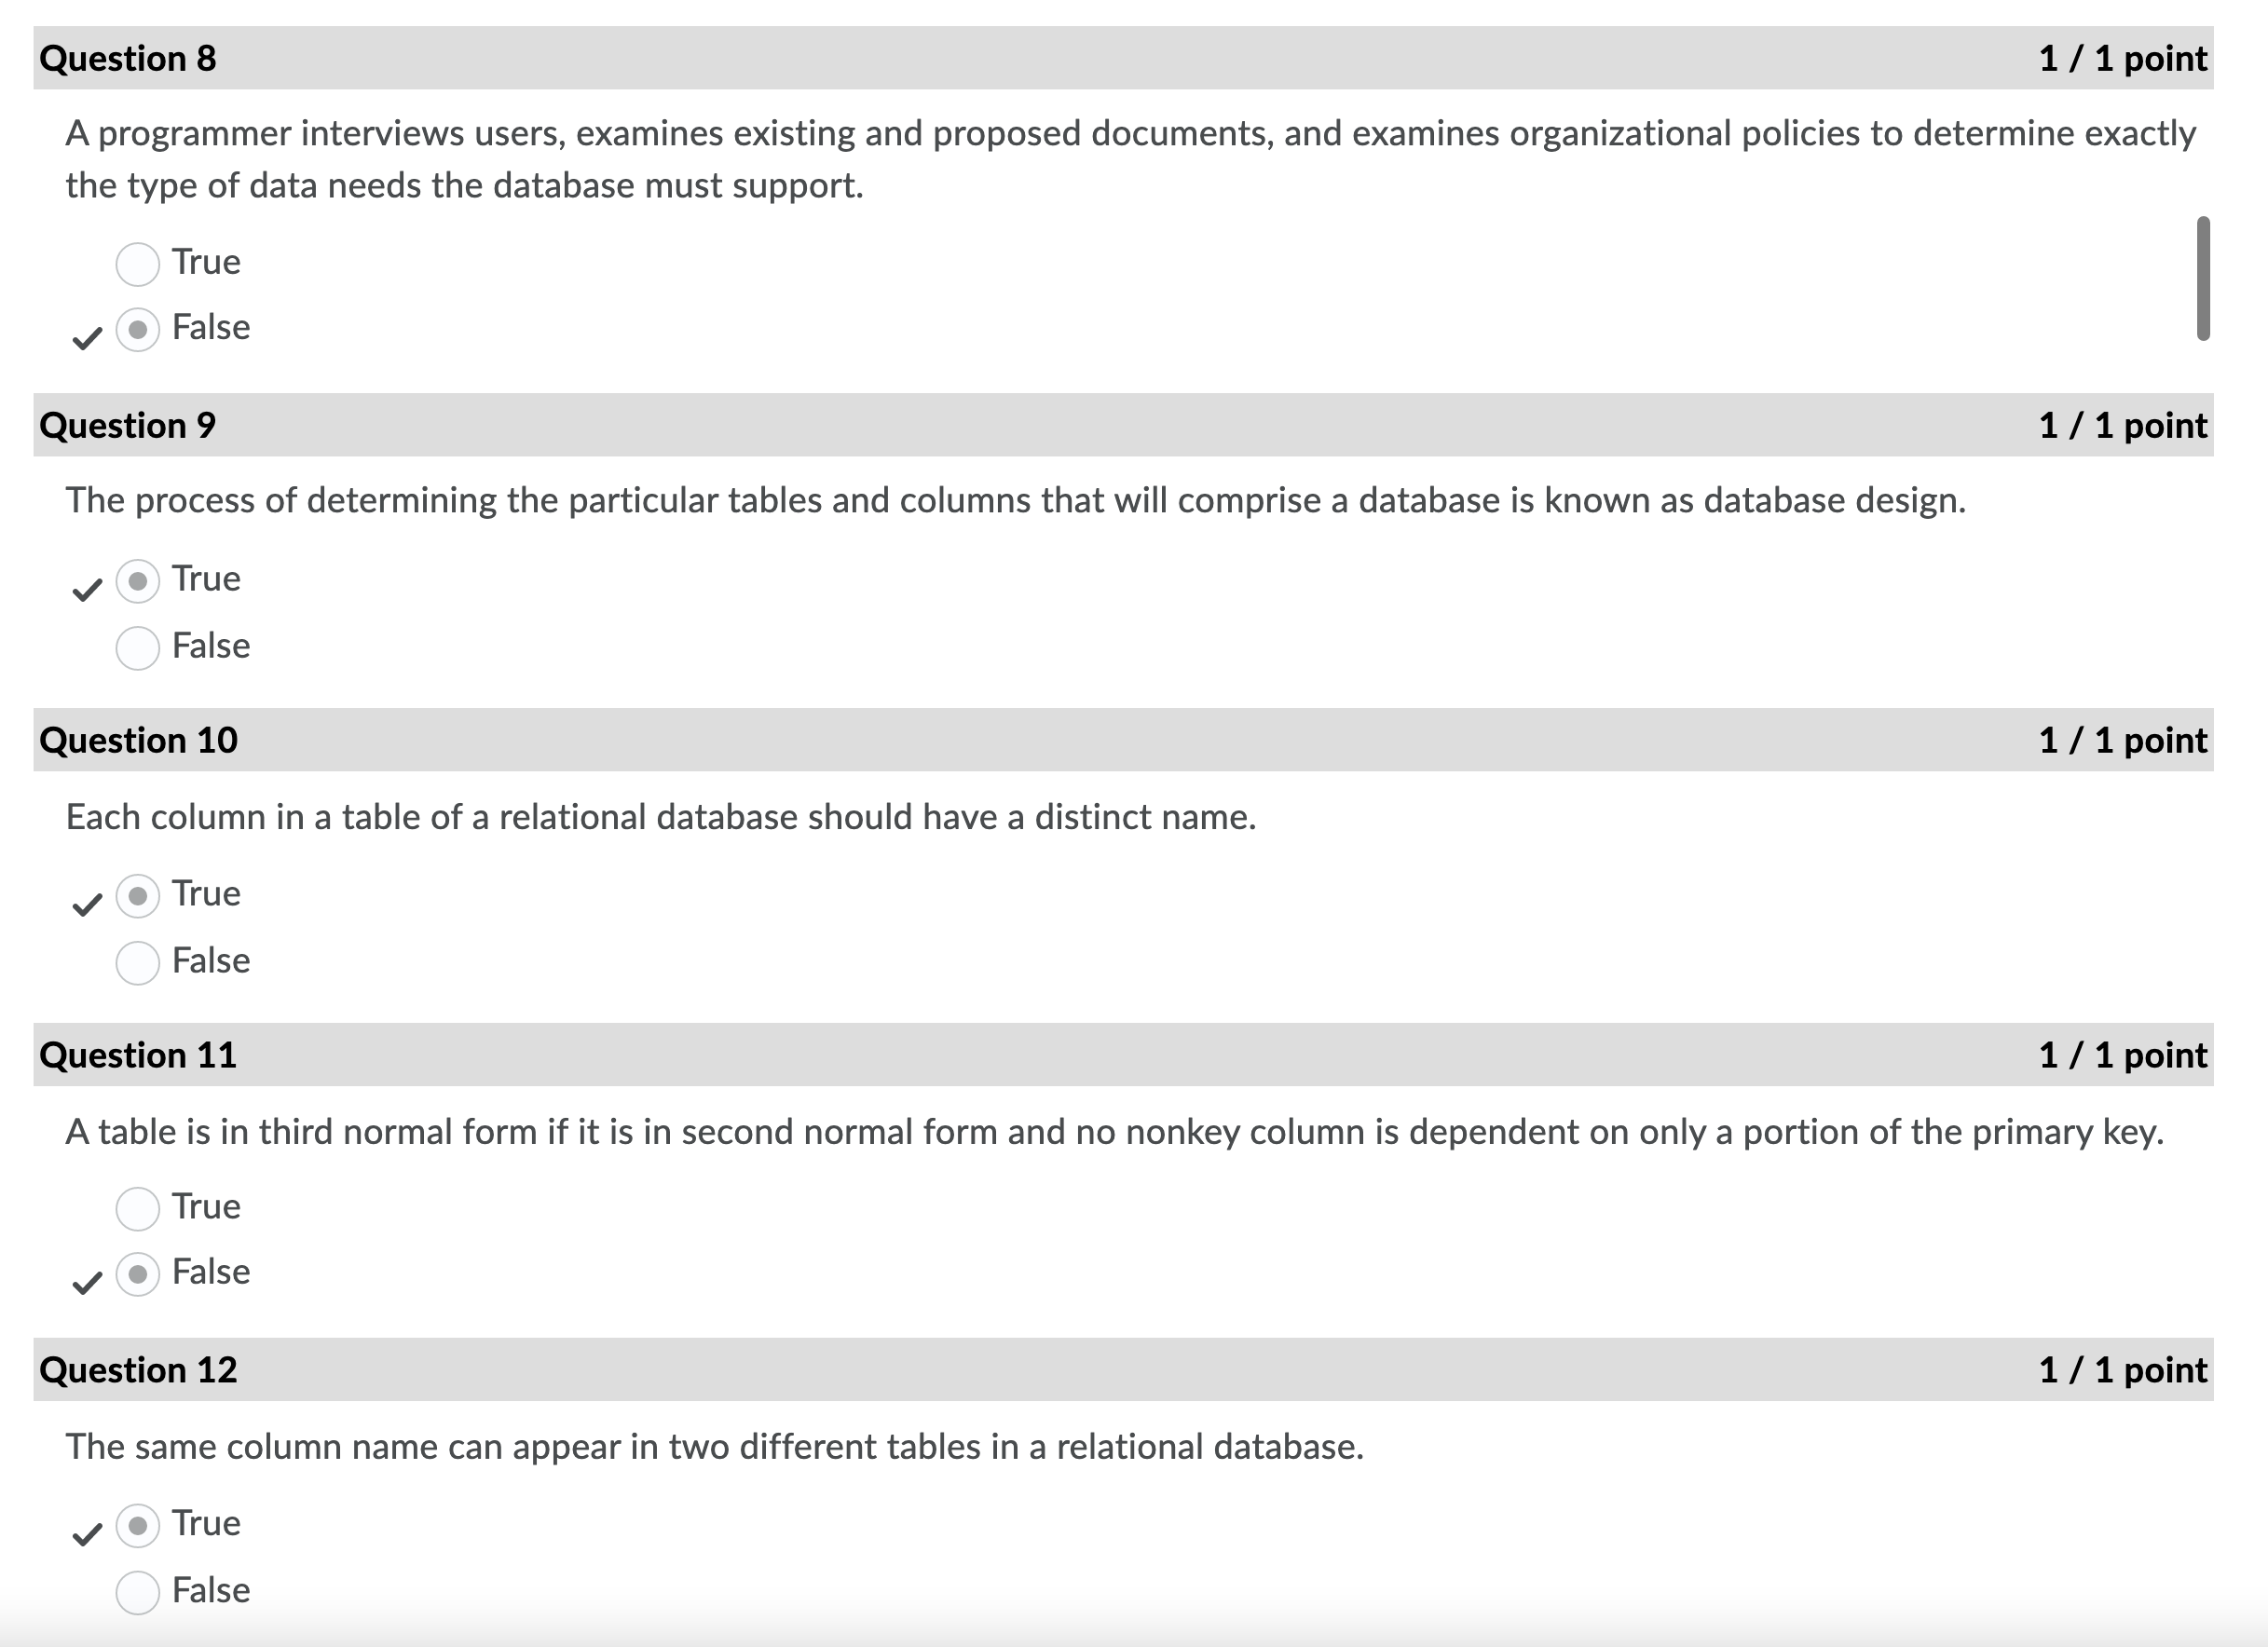 Question 8 1 / 1 point
A programmer interviews users, examines existing and proposed documents, and examines organizational policies to determine exactly
the type of data needs the database must support.
True
False
Question 9 1 / 1 point
The process of determining the particular tables and columns that will comprise a database is known as database design.
True
False
Question 10 1 / 1 point
Each column in a table of a relational database should have a distinct name.
True
False
Question 11 1 / 1 point
A table is in third normal form if it is in second normal form and no nonkey column is dependent on only a portion of the primary key.
True
False
Question 12 1 / 1 point
The same column name can appear in two different tables in a relational database.
True
False